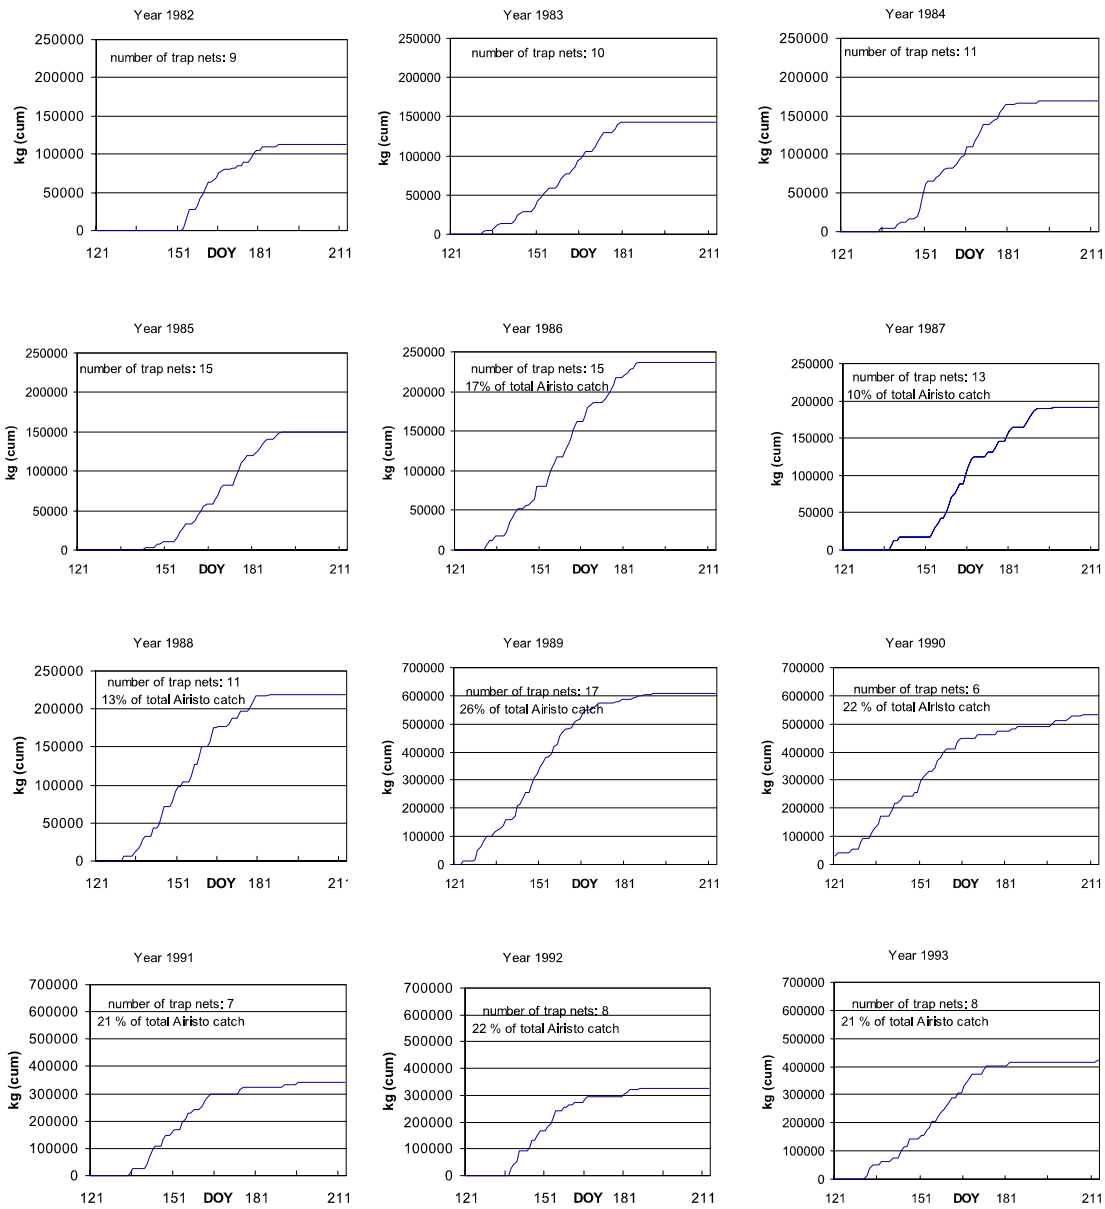 Year 1982
number of trap nets: 9
kg (cum)
250000
200000
150000
100000
50000
0
121
151
DOY
181
211
Year 1983
number of trap nets: 10
kg (cum)
250000
200000
150000
100000
50000
0
121
151
DOY
181
211
Year 1984
number of trap nets: 11
kg (cum)
250000
200000
150000
100000
50000
0
121
151
DOY
181
211
Year 1985
number of trap nets: 15
kg (cum)
250000
200000
150000
100000
50000
0
121
151
DOY
181
211
Year 1986
number of trap nets: 15
17% of total Airisto catch
kg (cum)
250000
200000
150000
100000
50000
0
121
151
DOY
181
211
Year 1987
number of trap nets: 13
10% of total Airisto catch
kg (cum)
250000
200000
150000
100000
50000
0
121
151
DOY
181
211
Year 1988
number of trap nets: 11
13% of total Airisto catch
kg (cum)
250000
200000
150000
100000
50000
0
121
151
DOY
181
211
Year 1989
number of trap nets: 17
26% of total Airisto catch
kg (cum)
700000
600000
500000
400000
300000
200000
100000
0
121
151
DOY
181
211
Year 1990
number of trap nets: 6
22 % of total Airisto catch
kg (cum)
700000
600000
500000
400000
300000
200000
100000
0
121
151
DOY
181
211
Year 1991
number of trap nets: 7
21 % of total Airisto catch
kg (cum)
700000
600000
500000
400000
300000
200000
100000
0
121
151
DOY
181
211
Year 1992
number of trap nets: 8
22 % of total Airisto catch
kg (cum)
700000
600000
500000
400000
300000
200000
100000
0
121
151
DOY
181
211
Year 1993
number of trap nets: 8
21 % of total Airisto catch
kg (cum)
700000
600000
500000
400000
300000
200000
100000
0
121
151
DOY
181
211